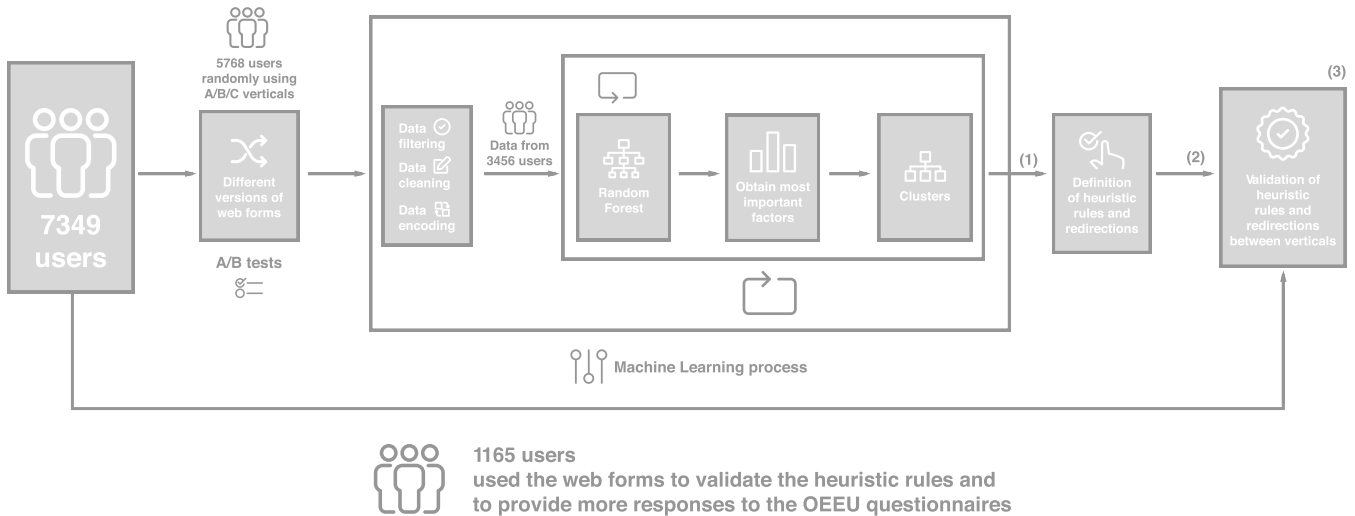 7349
users
5768 users
randomly using
A/B/C verticals
Different
versions of
web forms
A/B tests
Data
filtering
Data
cleaning
Data
encoding
Data from
3456 users
Random
Forest
Obtain most
important
factors
Clusters
Machine Learning process
(1)
Definition
of heuristic
rules and
redirections
(2)
(3)
Validation of
heuristic
rules and
redirections
between verticals
1165 users
used the web forms to validate the heuristic rules and
to provide more responses to the OEEU questionnaires